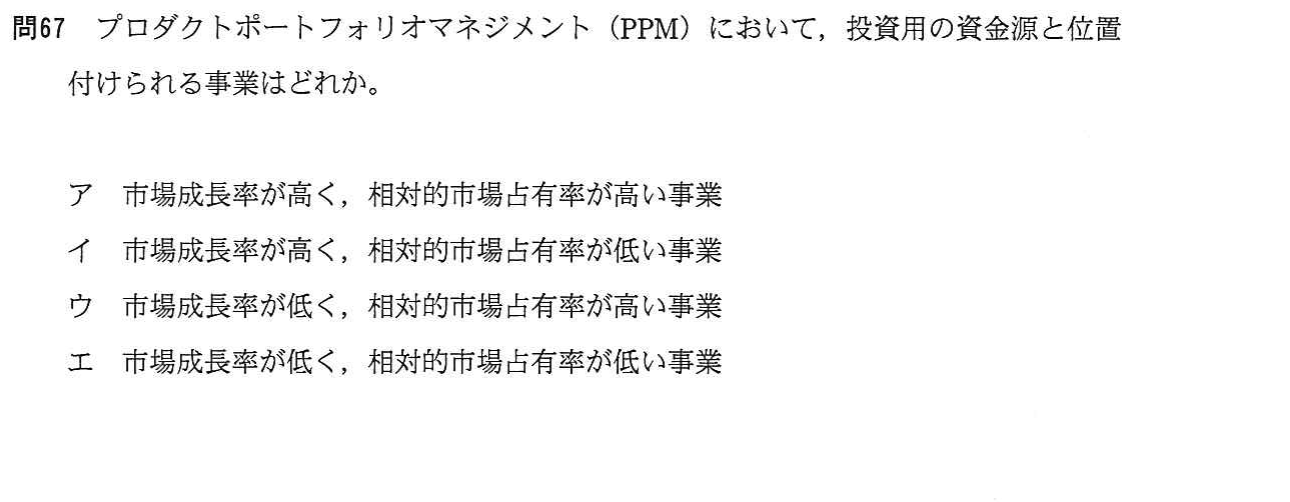 問67 プロダクトポートフォリオマネジメント（PPM）において，投資用の資金源と位置
付けられる事業はどれか。
ア 市場成長率が高く，相対的市場占有率が高い事業
イ 市場成長率が高く，相対的市場占有率が低い事業
ウ 市場成長率が低く，相対的市場占有率が高い事業
エ 市場成長率が低く，相対的市場占有率が低い事業